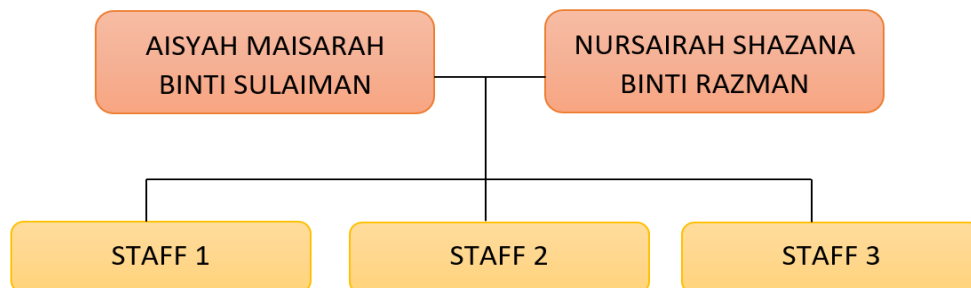 AISYAH MAISARAH
BINTI SULAIMAN
NURSAIRAH SHAZANA
BINTI RAZMAN
STAFF 1
STAFF 2
STAFF 3